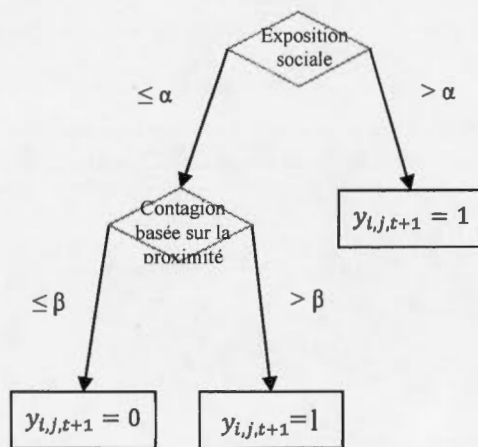 Exposition
sociale
≤ α
> α
Contagion
basée sur la
proximité
y_{i,j,t+1} = 1
≤ β
> β
y_{i,j,t+1} = 0
y_{i,j,t+1}=1